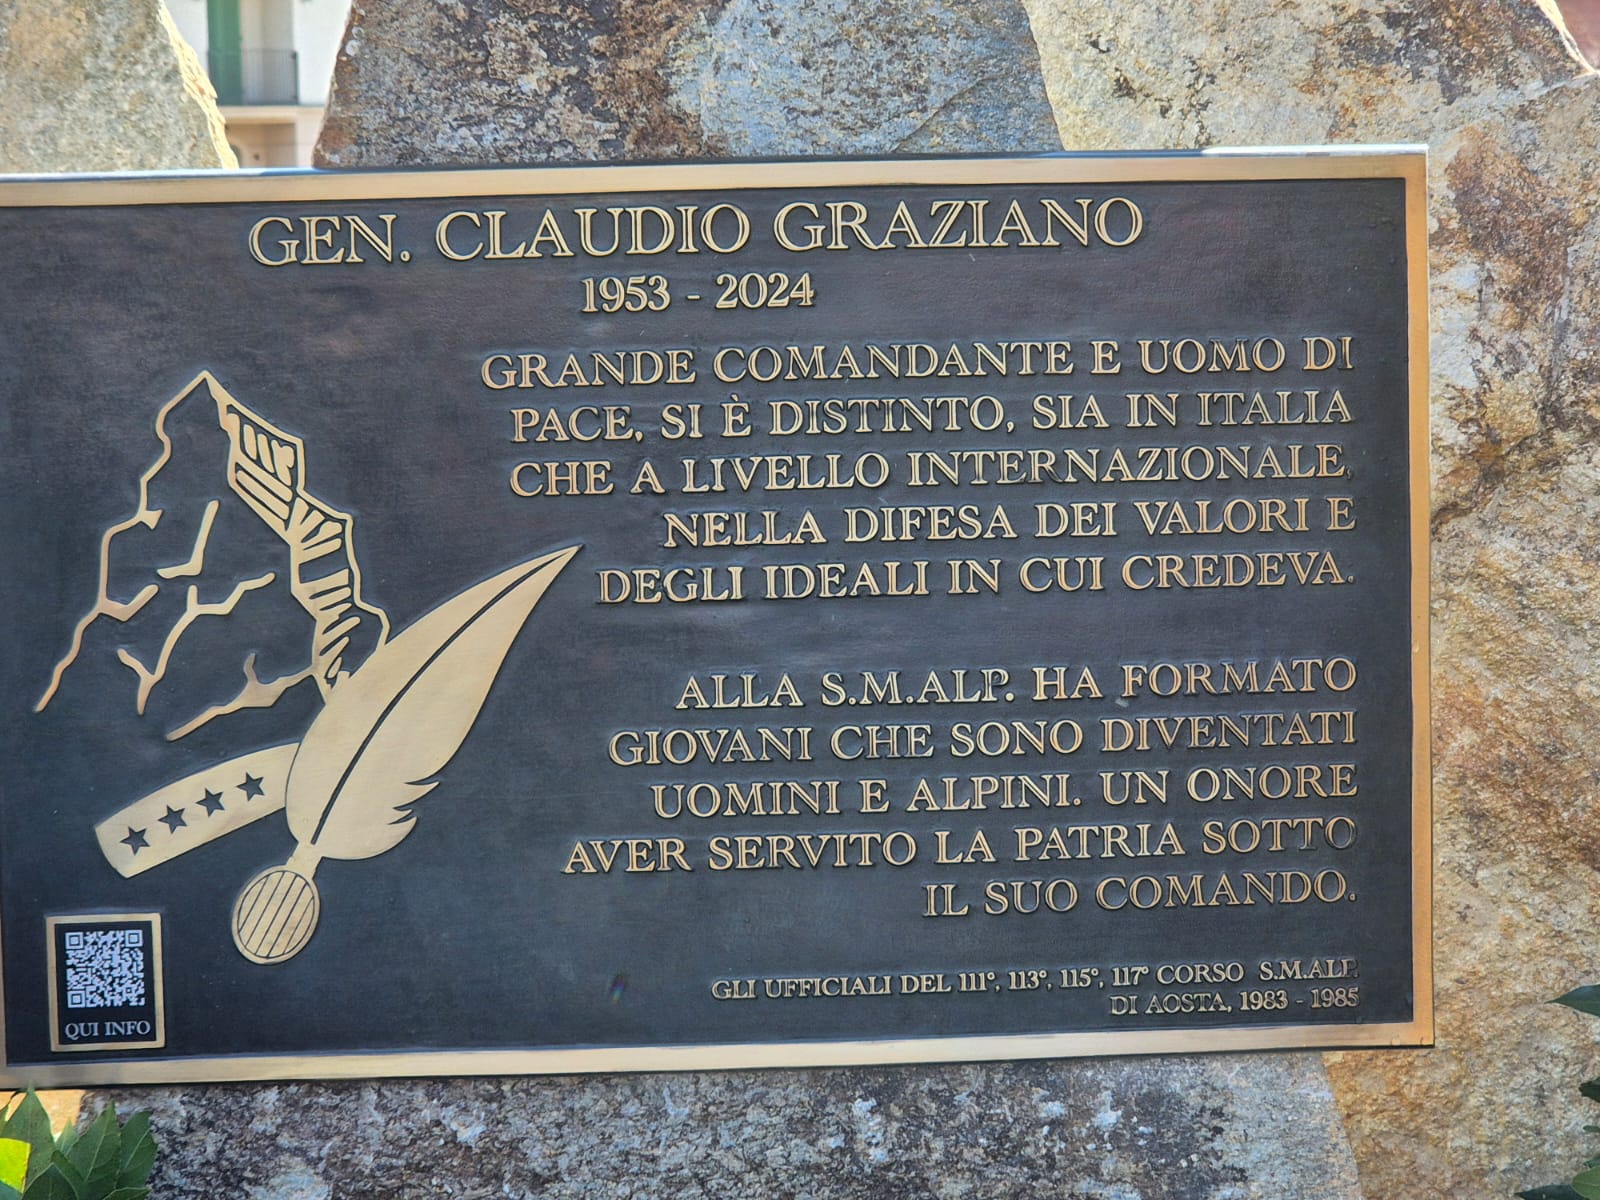 GEN. CLAUDIO GRAZIANO
1953 - 2024
GRANDE COMANDANTE E UOMO DI
PACE, SI È DISTINTO, SIA IN ITALIA
CHE A LIVELLO INTERNAZIONALE,
NELLA DIFESA DEI VALORI E
DEGLI IDEALI IN CUI CREDEVA.
ALLA S.M.ALP. HA FORMATO
GIOVANI CHE SONO DIVENTATI
UOMINI E ALPINI. UN ONORE
AVER SERVITO LA PATRIA SOTTO
IL SUO COMANDO.
GLI UFFICIALI DEL 111°, 113°, 115°, 117° CORSO S.M.ALP.
DI AOSTA, 1983 - 1985
QUI INFO